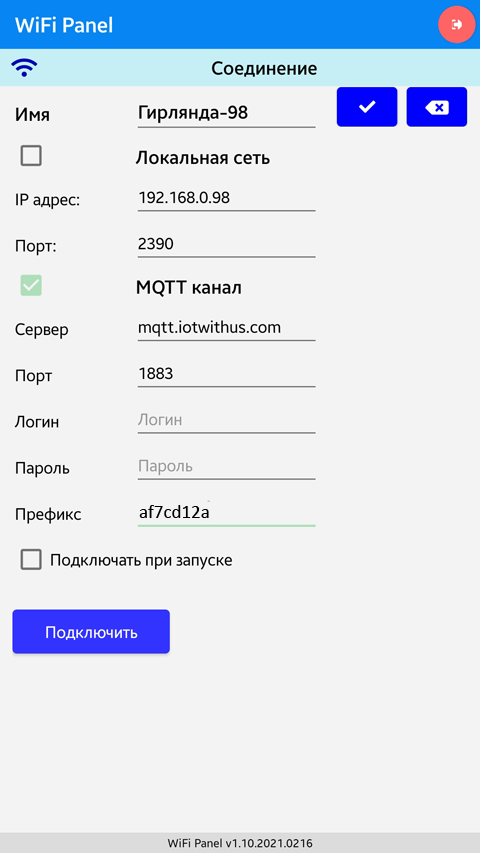 WiFi Panel
Соединение
Имя Гирлянда-98
Локальная сеть
IP адрес: 192.168.0.98
Порт: 2390
MQTT канал
Сервер mqtt.iotwithus.com
Порт 1883
Логин Логин
Пароль Пароль
Префикс af7cd12a
Подключать при запуске
Подключить
WiFi Panel v1.10.2021.0216